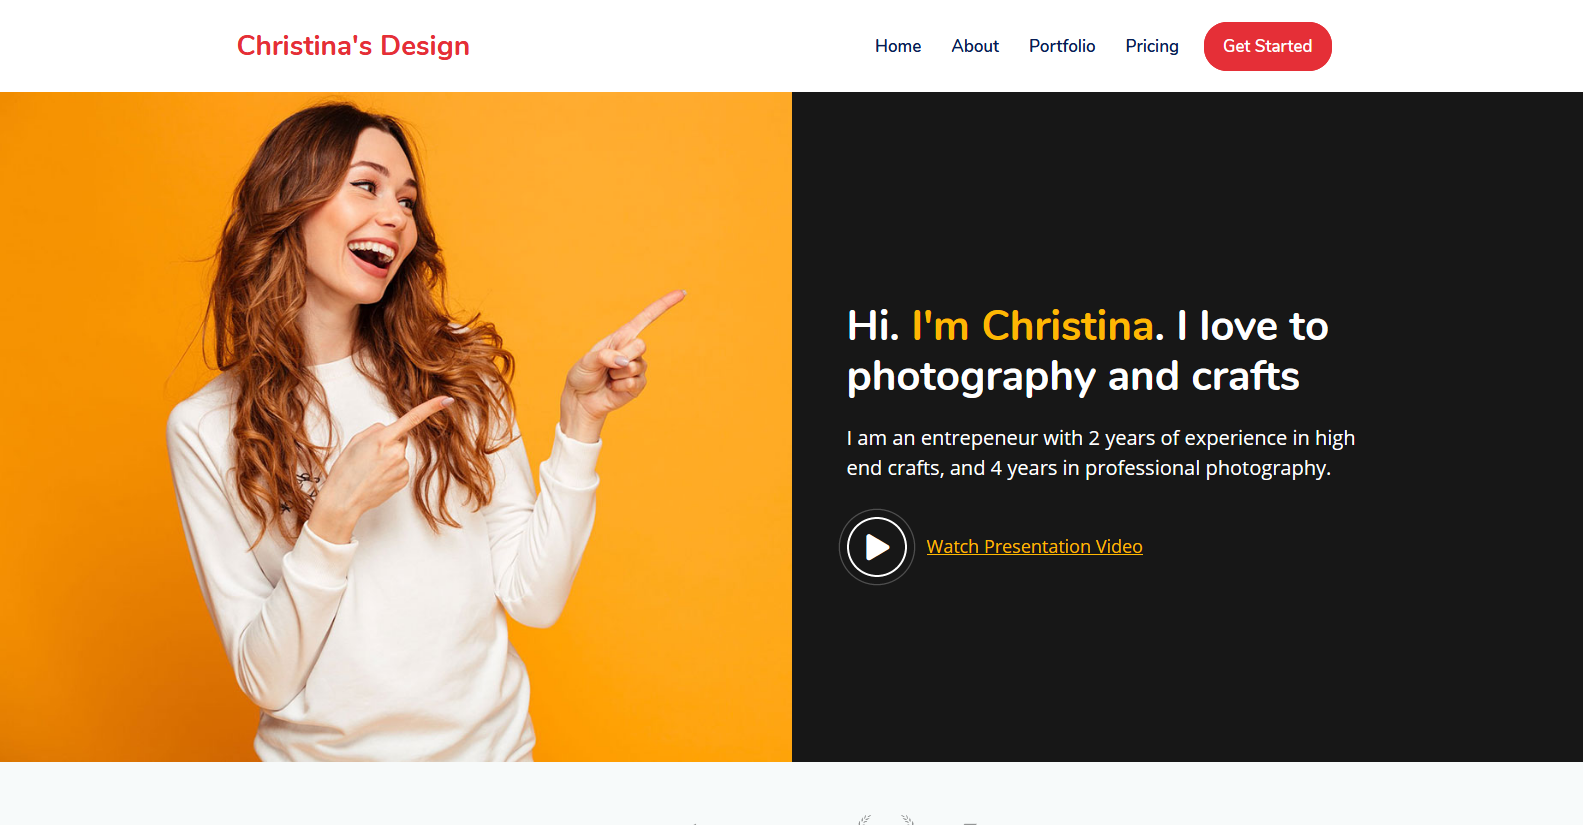 Christina's Design
Home
About
Portfolio
Pricing
Get Started
Hi. I'm Christina. I love to
photography and crafts
I am an entrepeneur with 2 years of experience in high
end crafts, and 4 years in professional photography.
Watch Presentation Video